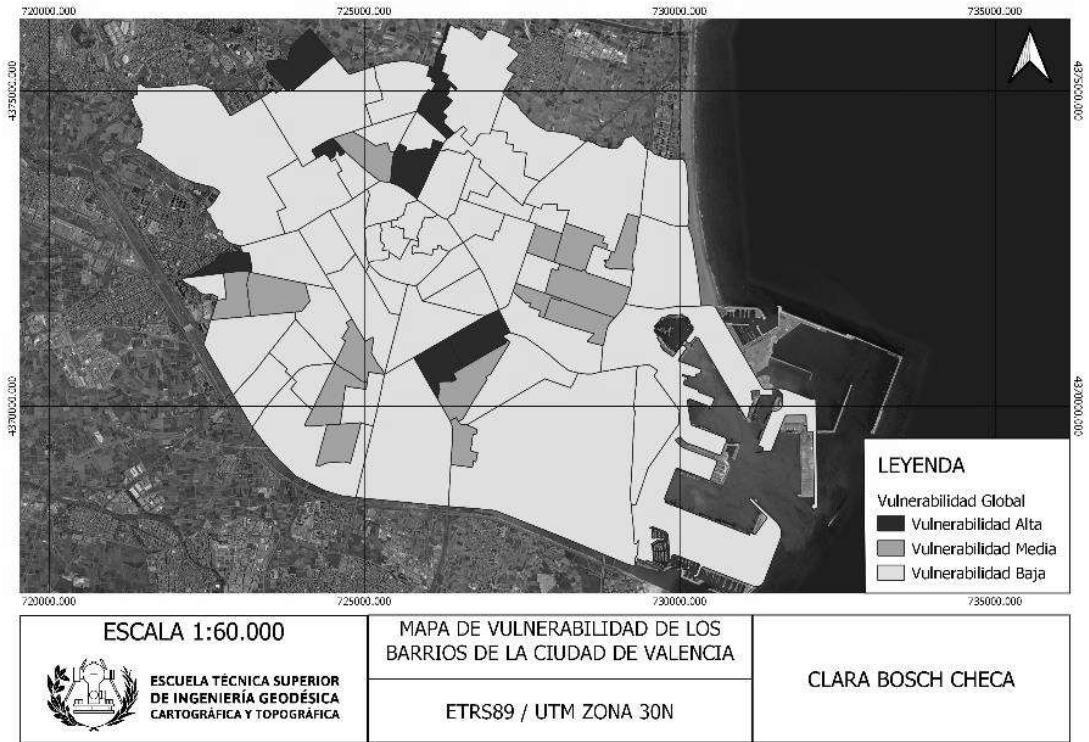 720000.000 725000.000 730000.000 735000.000
4375000.000 4375000.000
4370000.000 4370000.000
LEYENDA
Vulnerabilidad Global
Vulnerabilidad Alta
Vulnerabilidad Media
Vulnerabilidad Baja
720000.000 725000.000 730000.000 735000.000
ESCALA 1:60.000
ESCUELA TÉCNICA SUPERIOR
DE INGENIERÍA GEODÉSICA
CARTOGRÁFICA Y TOPOGRÁFICA
MAPA DE VULNERABILIDAD DE LOS
BARRIOS DE LA CIUDAD DE VALENCIA
ETRS89 / UTM ZONA 30N
CLARA BOSCH CHECA